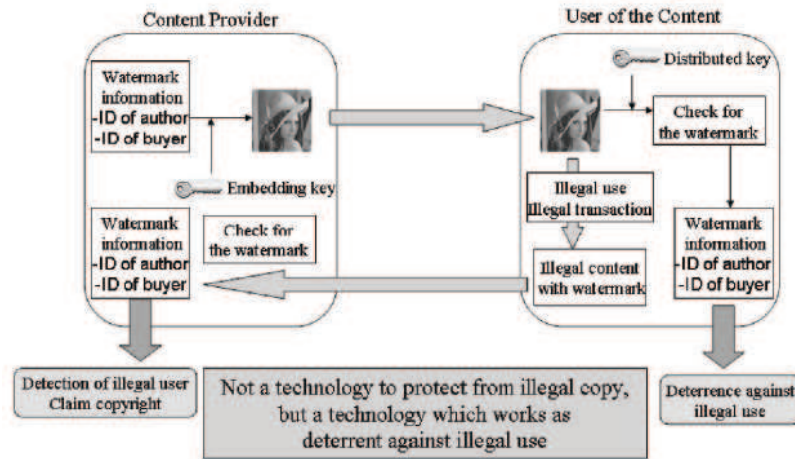 Content Provider
User of the Content
Watermark
information
-ID of author
-ID of buyer
Embedding key
Watermark
information
-ID of author
-ID of buyer
Check for
the watermark
Distributed key
Check for
the watermark
Illegal use
Illegal transaction
Illegal content
with watermark
Watermark
information
-ID of author
-ID of buyer
Detection of illegal user
Claim copyright
Not a technology to protect from illegal copy,
but a technology which works as
deterrent against illegal use
Deterrence against
illegal use